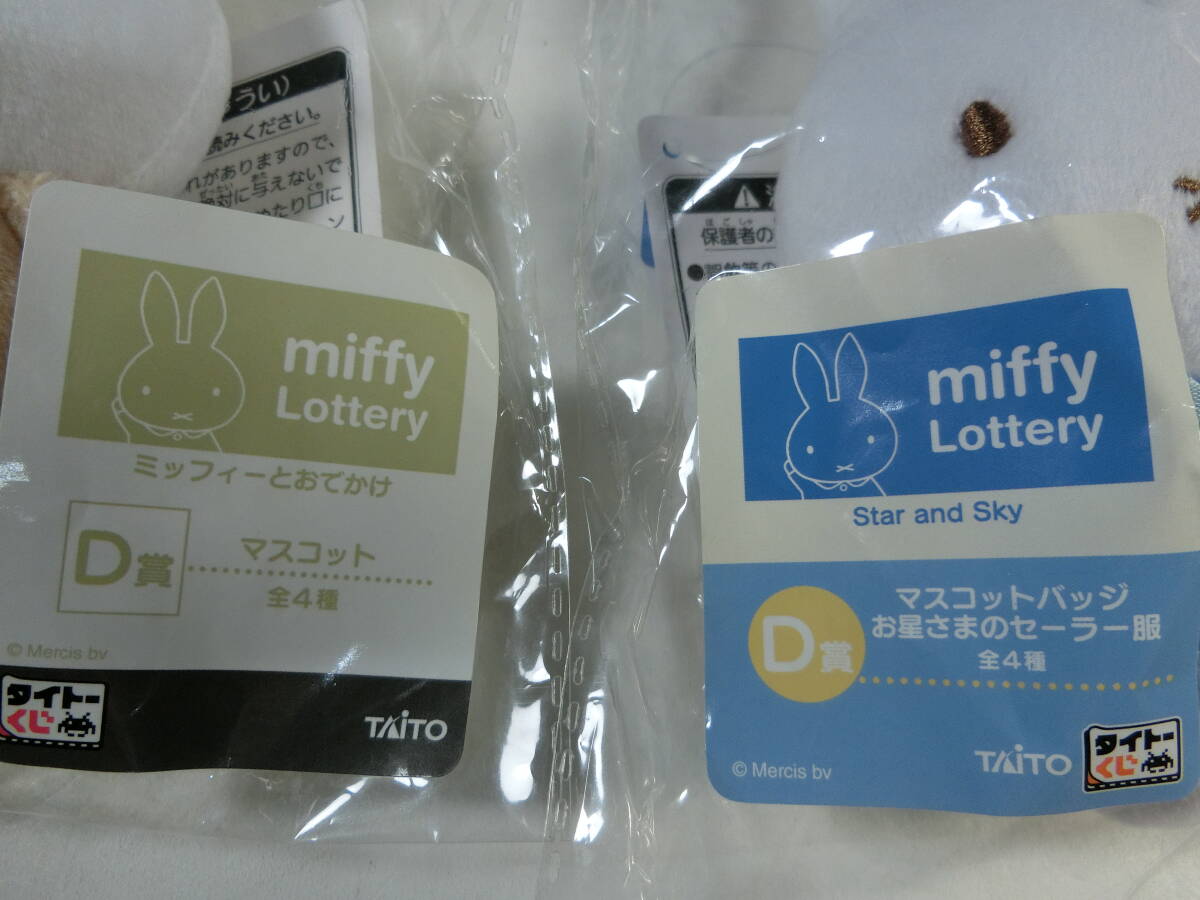 うい)
読みください。
れがありますので、
絶対に与えないで
めたり口に
ン
miffy
Lottery
ミッフィーとおでかけ
D賞
マスコット
全4種
© Mercis bv
タイトー
くじ
TAITO
保護者の
miffy
Lottery
Star and Sky
D賞
マスコットバッジ
お星さまのセーラー服
全4種
© Mercis bv
TAITO
タイトー
くじ